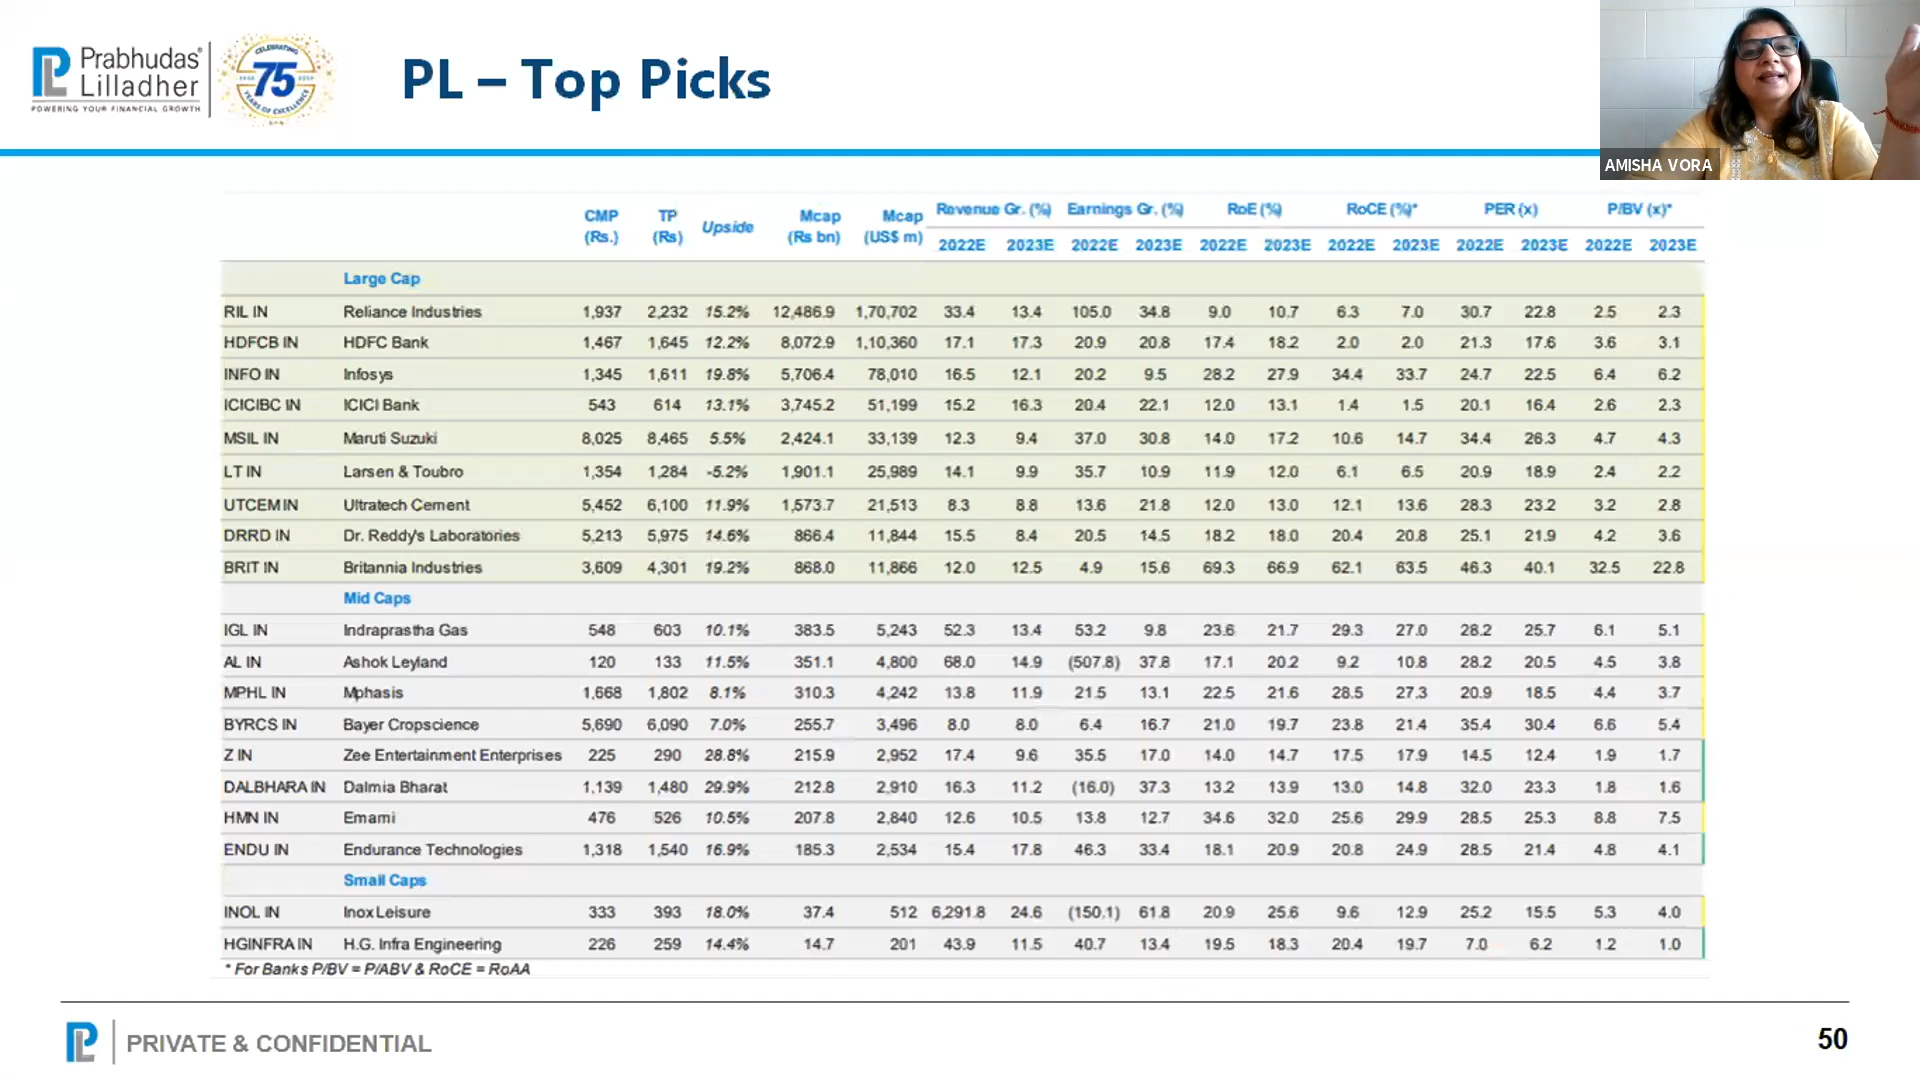 Prabhudas
Lilladher
POWERING YOUR FINANCIAL GROWTH
CELEBRATING
75
YEARS OF EXCELLENCE
PL – Top Picks
AMISHA VORA
CMP (Rs.) TP (Rs) Upside Mcap (Rs bn) Mcap (US$ m) Revenue Gr. (%) Earnings Gr. (%) RoE (%) RoCE (%)* PER (x) P/BV (x)*
2022E 2023E 2022E 2023E 2022E 2023E 2022E 2023E 2022E 2023E 2022E 2023E
Large Cap
RIL IN Reliance Industries 1,937 2,232 15.2% 12,486.9 1,70,702 33.4 13.4 105.0 34.8 9.0 10.7 6.3 7.0 30.7 22.8 2.5 2.3
HDFCB IN HDFC Bank 1,467 1,645 12.2% 8,072.9 1,10,360 17.1 17.3 20.9 20.8 17.4 18.2 2.0 2.0 21.3 17.6 3.6 3.1
INFO IN Infosys 1,345 1,611 19.8% 5,706.4 78,010 16.5 12.1 20.2 9.5 28.2 27.9 34.4 33.7 24.7 22.5 6.4 6.2
ICICIBC IN ICICI Bank 543 614 13.1% 3,745.2 51,199 15.2 16.3 20.4 22.1 12.0 13.1 1.4 1.5 20.1 16.4 2.6 2.3
MSIL IN Maruti Suzuki 8,025 8,465 5.5% 2,424.1 33,139 12.3 9.4 37.0 30.8 14.0 17.2 10.6 14.7 34.4 26.3 4.7 4.3
LT IN Larsen & Toubro 1,354 1,284 -5.2% 1,901.1 25,989 14.1 9.9 35.7 10.9 11.9 12.0 6.1 6.5 20.9 18.9 2.4 2.2
UTCEM IN Ultratech Cement 5,452 6,100 11.9% 1,573.7 21,513 8.3 8.8 13.6 21.8 12.0 13.0 12.1 13.6 28.3 23.2 3.2 2.8
DRRD IN Dr. Reddy's Laboratories 5,213 5,975 14.6% 866.4 11,844 15.5 8.4 20.5 14.5 18.2 18.0 20.4 20.8 25.1 21.9 4.2 3.6
BRIT IN Britannia Industries 3,609 4,301 19.2% 868.0 11,866 12.0 12.5 4.9 15.6 69.3 66.9 62.1 63.5 46.3 40.1 32.5 22.8
Mid Caps
IGL IN Indraprastha Gas 548 603 10.1% 383.5 5,243 52.3 13.4 53.2 9.8 23.6 21.7 29.3 27.0 28.2 25.7 6.1 5.1
AL IN Ashok Leyland 120 133 11.5% 351.1 4,800 68.0 14.9 (507.8) 37.8 17.1 20.2 9.2 10.8 28.2 20.5 4.5 3.8
MPHL IN Mphasis 1,668 1,802 8.1% 310.3 4,242 13.8 11.9 21.5 13.1 22.5 21.6 28.5 27.3 20.9 18.5 4.4 3.7
BYRCS IN Bayer Cropscience 5,690 6,090 7.0% 255.7 3,496 8.0 8.0 6.4 16.7 21.0 19.7 23.8 21.4 35.4 30.4 6.6 5.4
Z IN Zee Entertainment Enterprises 225 290 28.8% 215.9 2,952 17.4 9.6 35.5 17.0 14.0 14.7 17.5 17.9 14.5 12.4 1.9 1.7
DALBHARA IN Dalmia Bharat 1,139 1,480 29.9% 212.8 2,910 16.3 11.2 (16.0) 37.3 13.2 13.9 13.0 14.8 32.0 23.3 1.8 1.6
HMN IN Emami 476 526 10.5% 207.8 2,840 12.6 10.5 13.8 12.7 34.6 32.0 25.6 29.9 28.5 25.3 8.8 7.5
ENDU IN Endurance Technologies 1,318 1,540 16.9% 185.3 2,534 15.4 17.8 46.3 33.4 18.1 20.9 20.8 24.9 28.5 21.4 4.8 4.1
Small Caps
INOL IN Inox Leisure 333 393 18.0% 37.4 512 6,291.8 24.6 (150.1) 61.8 20.9 25.6 9.6 12.9 25.2 15.5 5.3 4.0
HGINFRA IN H.G. Infra Engineering 226 259 14.4% 14.7 201 43.9 11.5 40.7 13.4 19.5 18.3 20.4 19.7 7.0 6.2 1.2 1.0
* For Banks P/BV = P/ABV & RoCE = RoAA
PRIVATE & CONFIDENTIAL
50